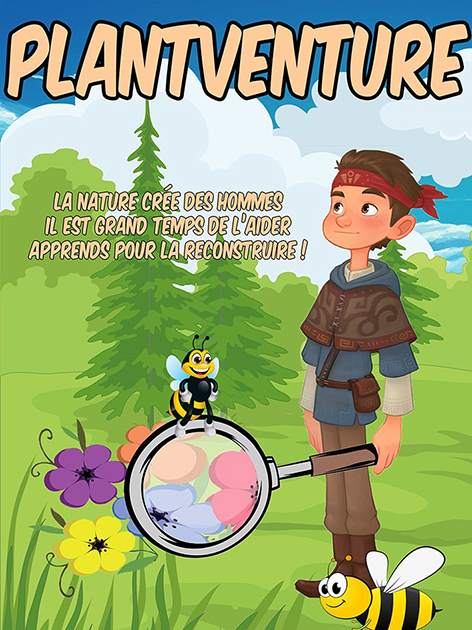 PLANTVENTURE
LA NATURE CRÉE DES HOMMES
IL EST GRAND TEMPS DE L'AIDER
APPRENDS POUR LA RECONSTRUIRE !